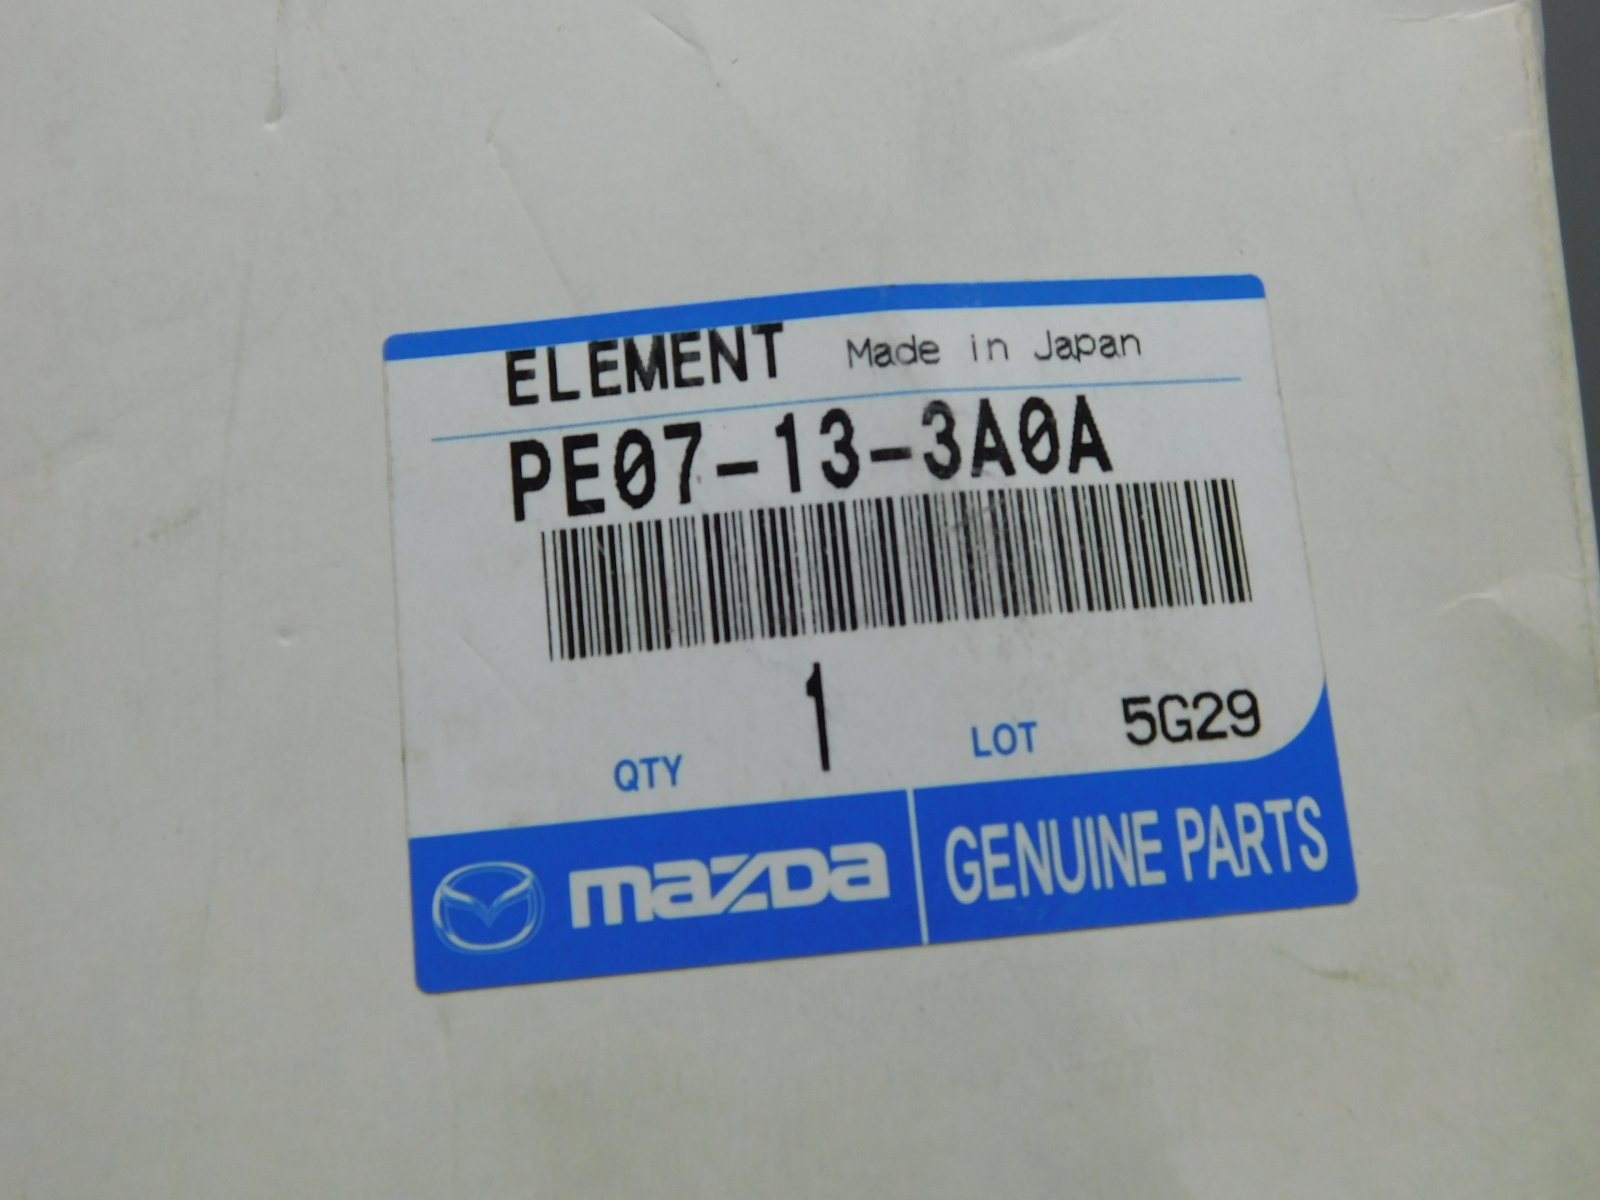 ELEMENT Made in Japan
PE07-13-3A0A
QTY 1 LOT 5G29
mazda GENUINE PARTS